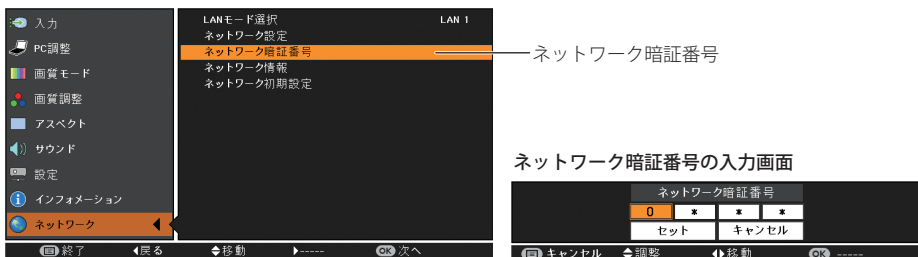 入力
PC調整
画質モード
画質調整
アスペクト
サウンド
設定
インフォメーション
ネットワーク
LANモード選択 LAN 1
ネットワーク設定
ネットワーク暗証番号
ネットワーク情報
ネットワーク初期設定
終了 戻る 移動 ----- OK 次へ
ネットワーク暗証番号
ネットワーク暗証番号の入力画面
ネットワーク暗証番号
0 * * *
セット キャンセル
キャンセル 調整 移動 OK -----